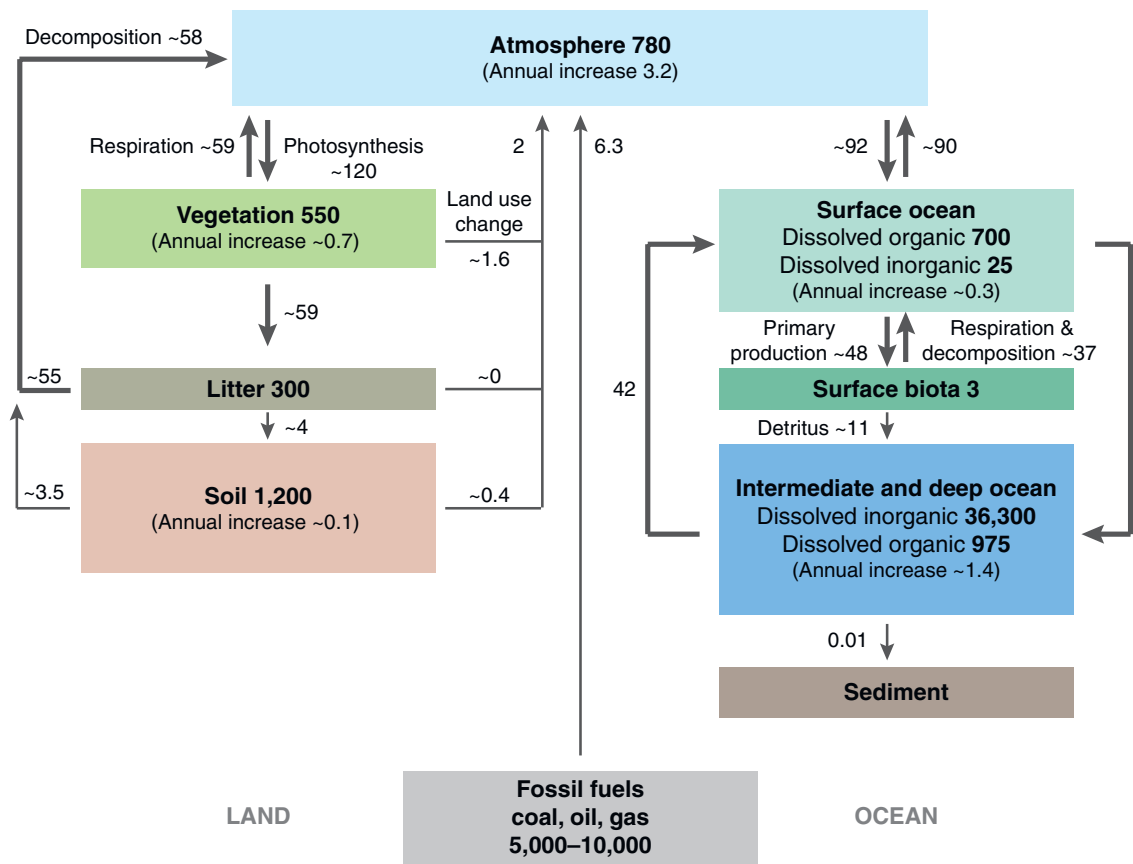 Decomposition ~58
Atmosphere 780
(Annual increase 3.2)
Respiration ~59
Photosynthesis
~120
2
6.3
~92
~90
Vegetation 550
(Annual increase ~0.7)
Land use
change
~1.6
Surface ocean
Dissolved organic 700
Dissolved inorganic 25
(Annual increase ~0.3)
~59
Primary
production ~48
Respiration &
decomposition ~37
~55
Litter 300
~0
42
Surface biota 3
~4
Detritus ~11
~3.5
Soil 1,200
(Annual increase ~0.1)
~0.4
Intermediate and deep ocean
Dissolved inorganic 36,300
Dissolved organic 975
(Annual increase ~1.4)
0.01
Sediment
LAND
Fossil fuels
coal, oil, gas
5,000–10,000
OCEAN